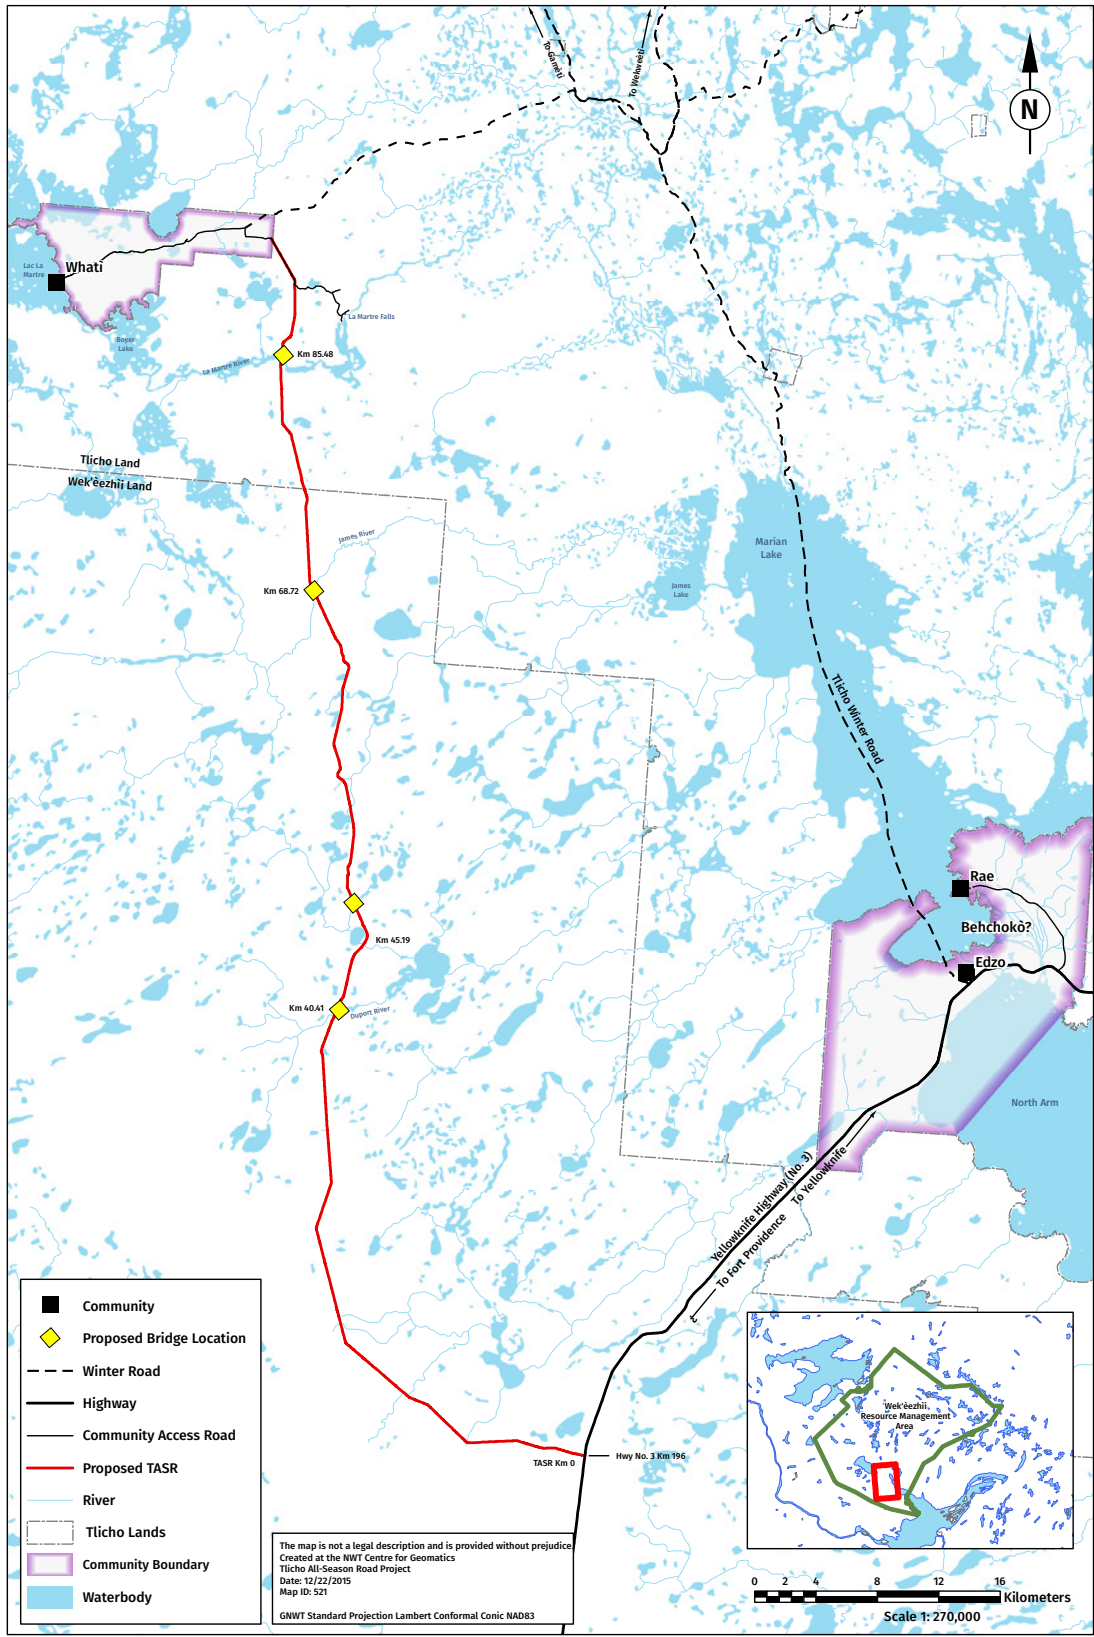 To Gamètì
To Wekweètì
N
Whatì
Lac La
Martre
Boyer
Lake
La Martre Falls
La Martre River
Km 85.48
Tlicho Land
Wek'èezhìi Land
James River
Km 68.72
Marian
Lake
James
Lake
Tlicho Winter Road
Rae
Behchokò?
Edzo
Km 45.19
Km 40.41
Duport River
North Arm
Yellowknife Highway (No. 3)
To Yellowknife
To Fort Providence
TASR Km 0
Hwy No. 3 Km 196
Community
Proposed Bridge Location
Winter Road
Highway
Community Access Road
Proposed TASR
River
Tlicho Lands
Community Boundary
Waterbody
The map is not a legal description and is provided without prejudice.
Created at the NWT Centre for Geomatics
Tlicho All-Season Road Project
Date: 12/22/2015
Map ID: 521
GNWT Standard Projection Lambert Conformal Conic NAD83
Wek'èezhìi
Resource Management
Area
0 2 4 8 12 16
Kilometers
Scale 1: 270,000